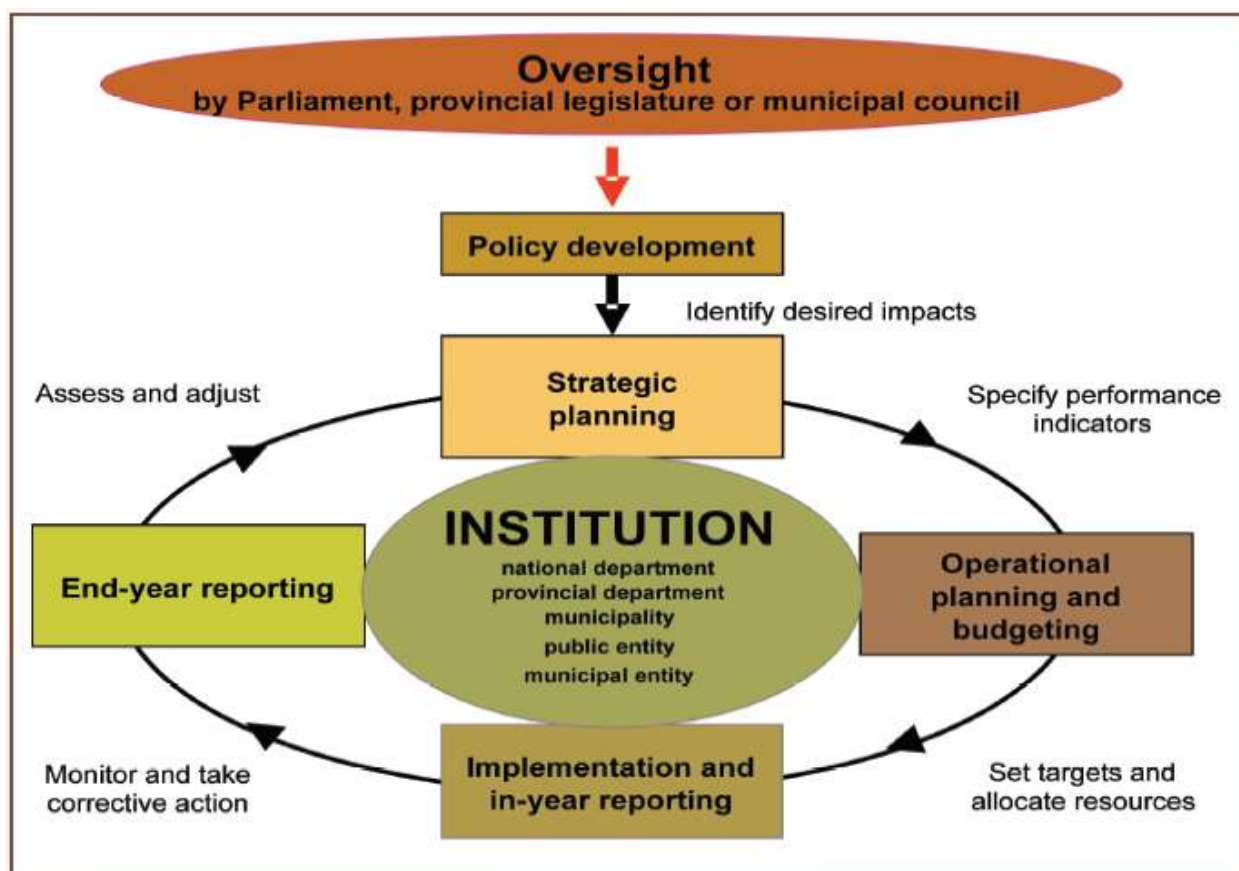 Oversight
by Parliament, provincial legislature or municipal council
Policy development
Identify desired impacts
Strategic
planning
Assess and adjust
Specify performance
indicators
INSTITUTION
national department
provincial department
municipality
public entity
municipal entity
End-year reporting
Operational
planning and
budgeting
Implementation and
in-year reporting
Monitor and take
corrective action
Set targets and
allocate resources